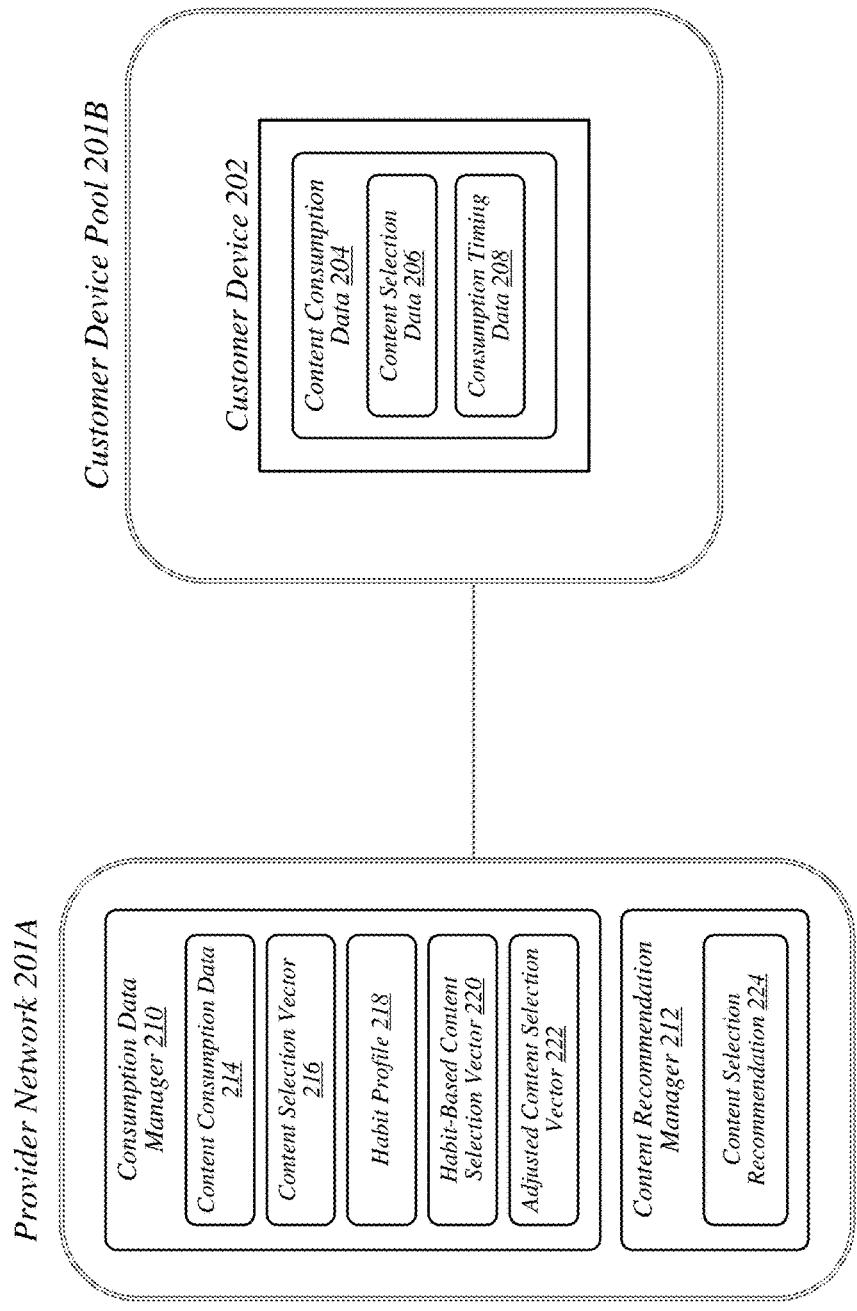 Provider Network 201A
Consumption Data
Manager 210
Content Consumption Data
214
Content Selection Vector
216
Habit Profile 218
Habit-Based Content
Selection Vector 220
Adjusted Content Selection
Vector 222
Content Recommendation
Manager 212
Content Selection
Recommendation 224
Customer Device Pool 201B
Customer Device 202
Content Consumption
Data 204
Content Selection
Data 206
Consumption Timing
Data 208